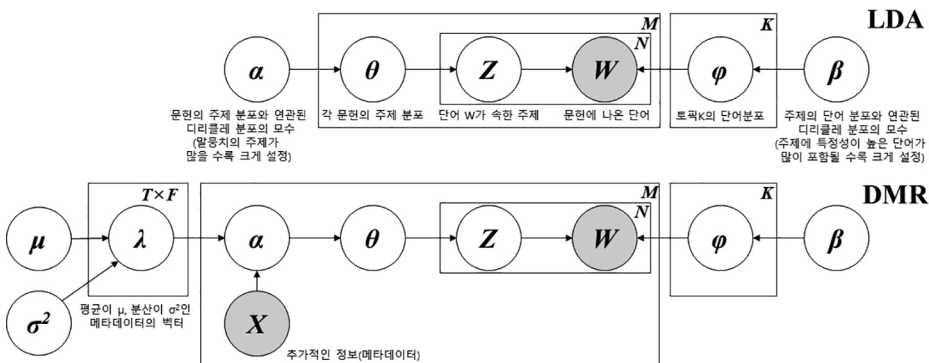 LDA
M
N
K
α
θ
Z
W
φ
β
문헌의 주제 분포와 연관된
디리클레 분포의 모수
(말뭉치의 주제가
많을 수록 크게 설정)
각 문헌의 주제 분포
단어 W가 속한 주제
문헌에 나온 단어
토픽K의 단어분포
주제의 단어 분포와 연관된
디리클레 분포의 모수
(주제에 특정성이 높은 단어가
많이 포함될 수록 크게 설정)
DMR
T×F
M
N
K
μ
λ
α
θ
Z
W
φ
β
σ²
X
평균이 μ, 분산이 σ²인
메타데이터의 벡터
추가적인 정보(메타데이터)